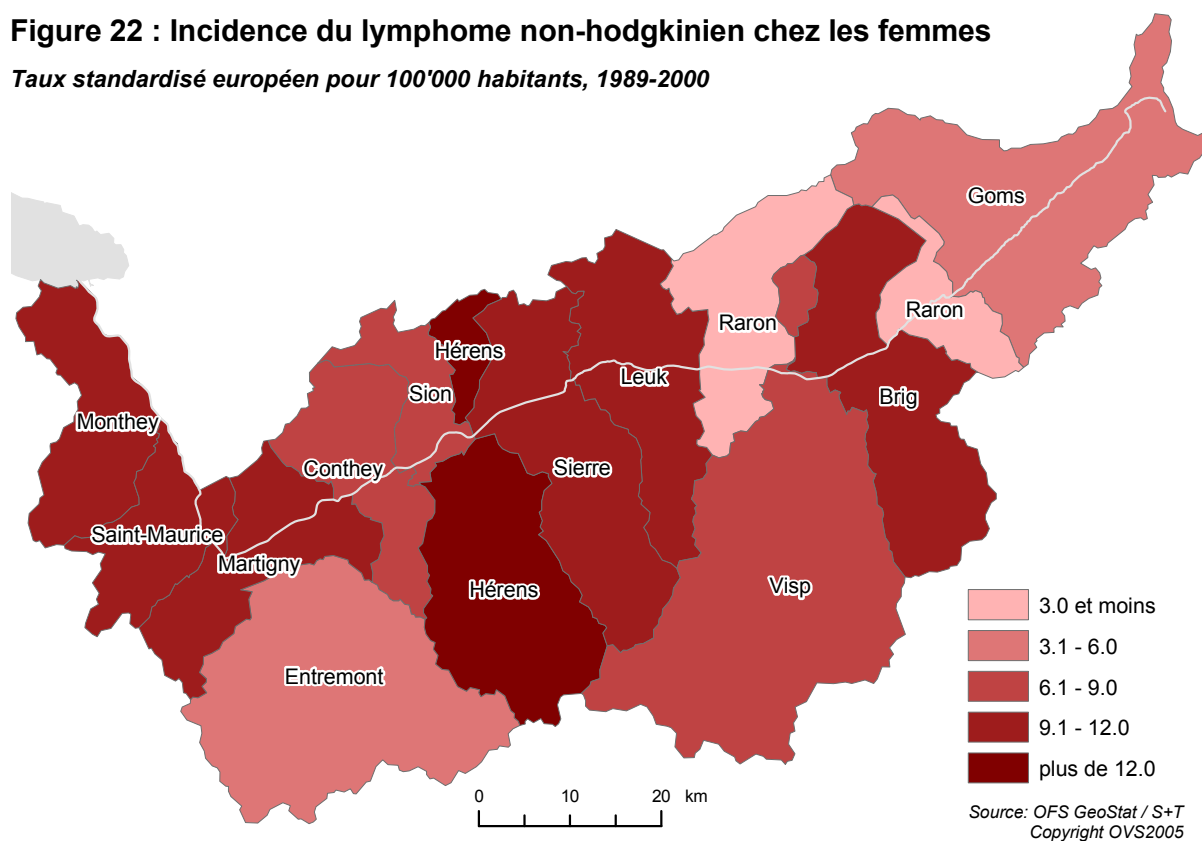 Figure 22 : Incidence du lymphome non-hodgkinien chez les femmes
Taux standardisé européen pour 100'000 habitants, 1989-2000
Goms
Raron
Raron
Hérens
Leuk
Sion
Brig
Monthey
Conthey
Sierre
Saint-Maurice
Martigny
Hérens
Visp
Entremont
3.0 et moins
3.1 - 6.0
6.1 - 9.0
9.1 - 12.0
plus de 12.0
0 10 20 km
Source: OFS GeoStat / S+T
Copyright OVS2005